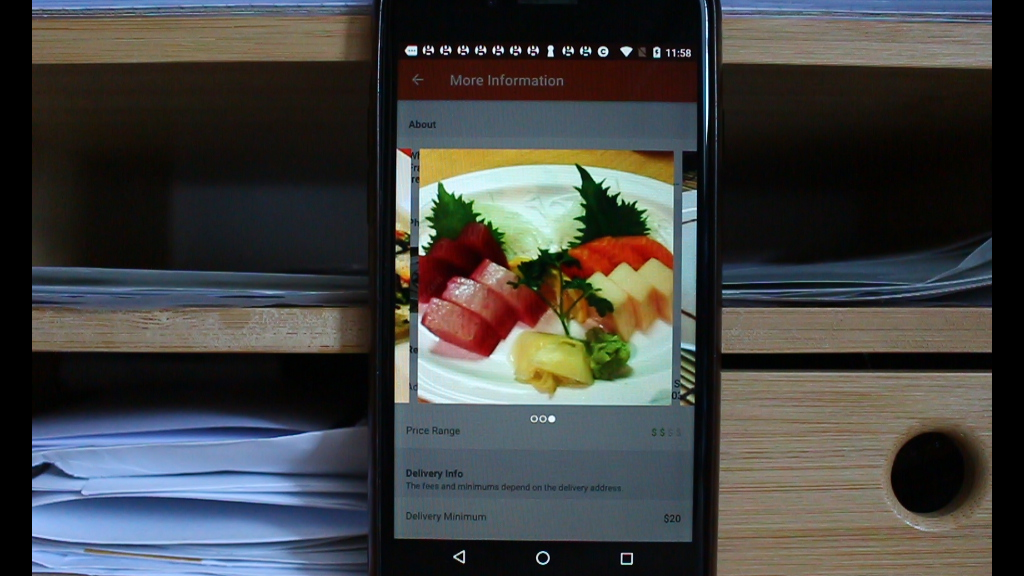 11:58
More Information
About
Price Range $$$$
Delivery Info
The fees and minimums depend on the delivery address
Delivery Minimum $20